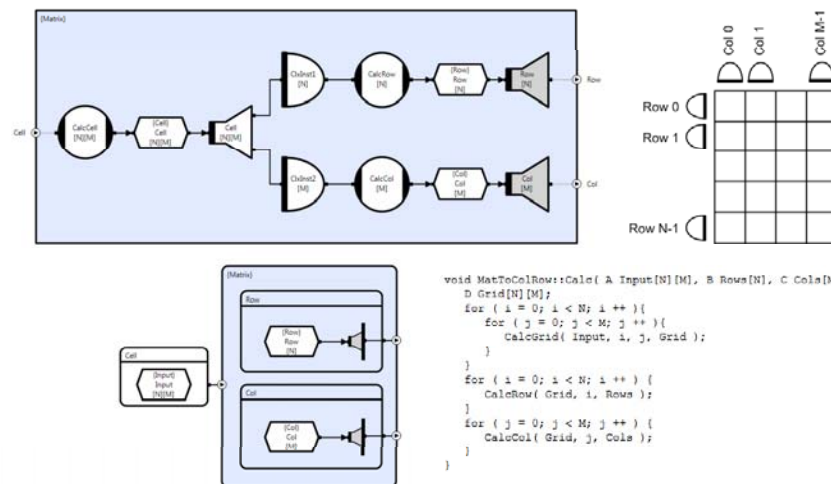 {Matrix}
ClxInst1
[N]
CalcRow
[N]
{Row}
Row
[N]
Row
[N]
Row
Cell
CalcCell
[N][M]
{Cell}
Cell
[N][M]
Cell
[N][M]
ClxInst2
[M]
CalcCol
[M]
{Col}
Col
[M]
Col
[M]
Col
Col 0
Col 1
Col M-1
Row 0
Row 1
Row N-1
{Matrix}
Row
{Row}
Row
[N]
Cell
{Input}
Input
[N][M]
Col
{Col}
Col
[M]
void MatToColRow::Calc( A Input[N][M], B Rows[N], C Cols[M
D Grid[N][M];
for ( i = 0; i < N; i ++ ){
for ( j = 0; j < M; j ++ ){
CalcGrid( Input, i, j, Grid );
}
}
for ( i = 0; i < N; i ++ ) {
CalcRow( Grid, i, Rows );
}
for ( j = 0; j < M; j ++ ) {
CalcCol( Grid, j, Cols );
}
}